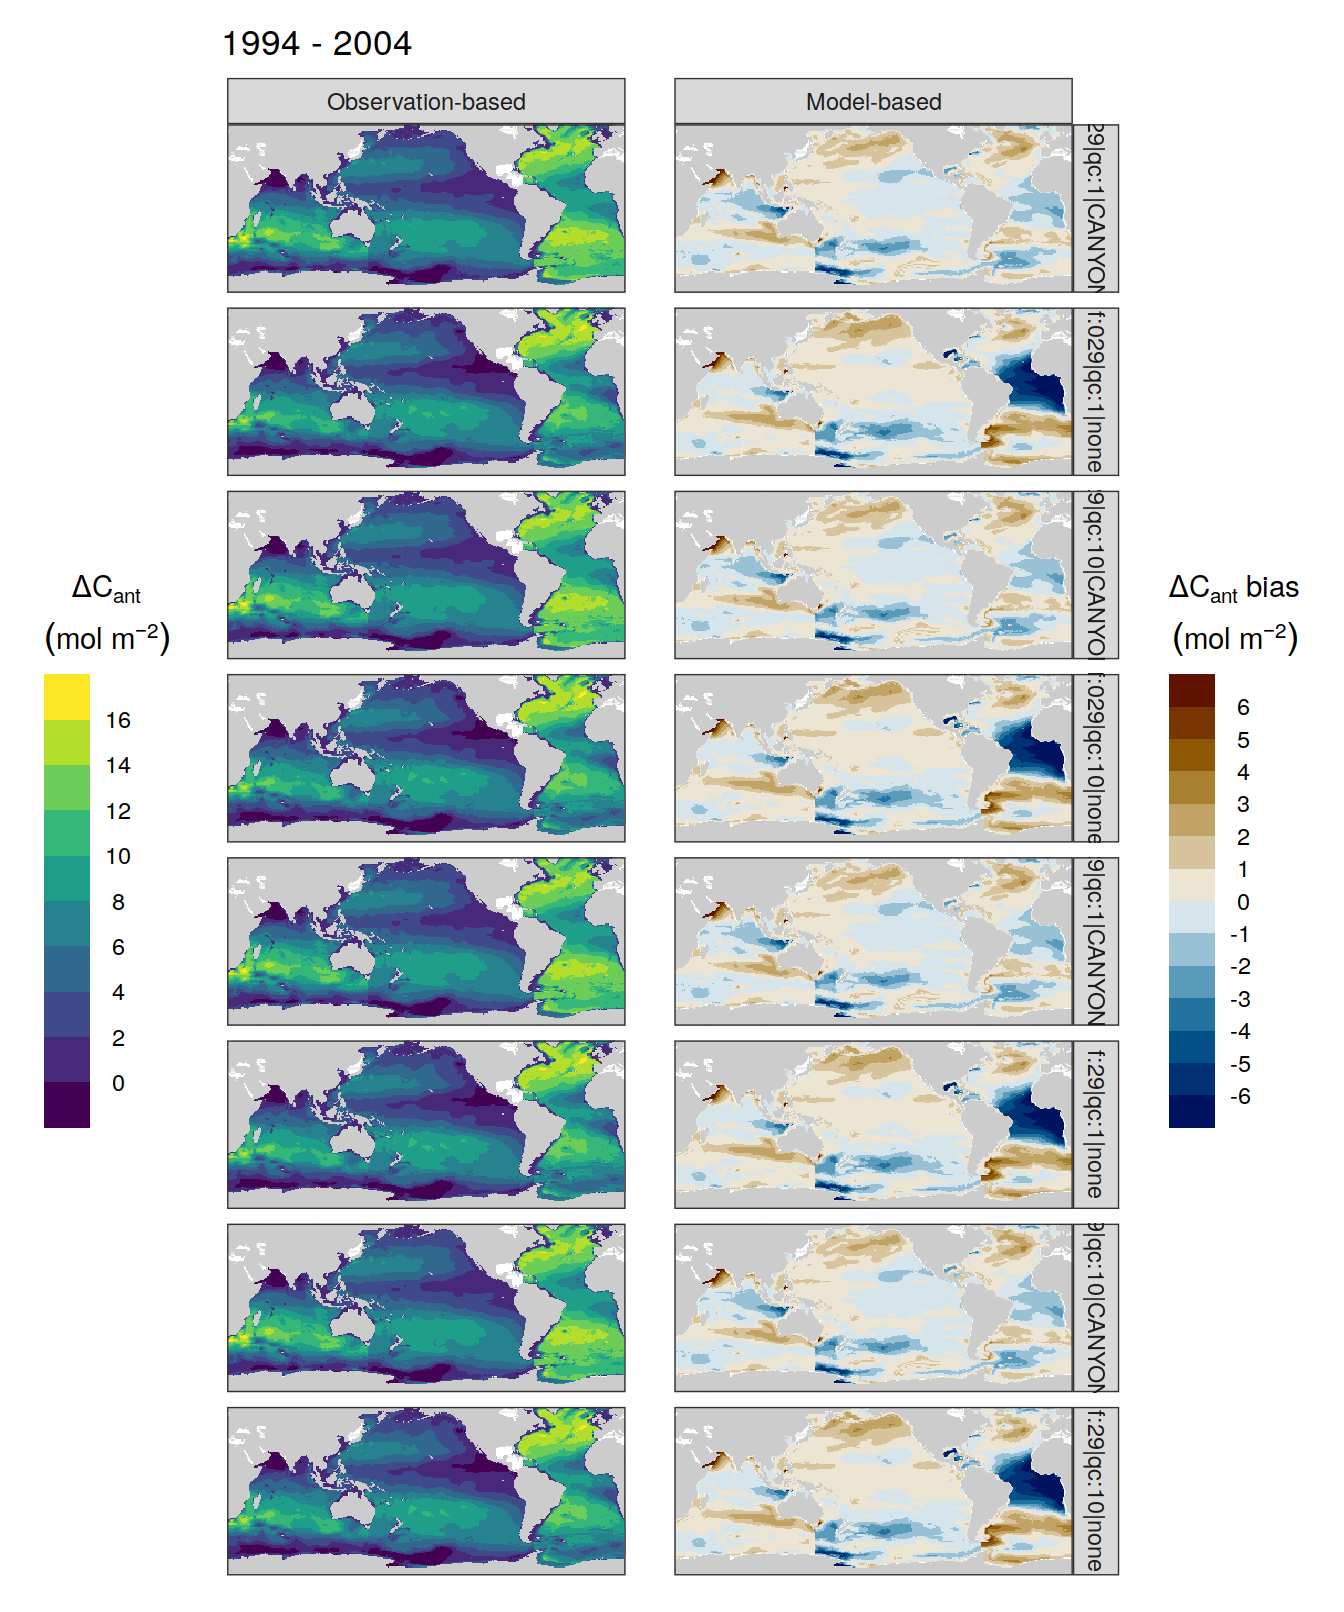 1994 - 2004
Observation-based
Model-based
29|qc:1|CANYON
f:029|qc:1|none
9|qc:10|CANYO
f:029|qc:10|none
9|qc:1|CANYON
f:29|qc:1|none
9|qc:10|CANYON
f:29|qc:10|none
ΔCant
(mol m−2)
16
14
12
10
8
6
4
2
0
ΔCant bias
(mol m−2)
6
5
4
3
2
1
0
-1
-2
-3
-4
-5
-6